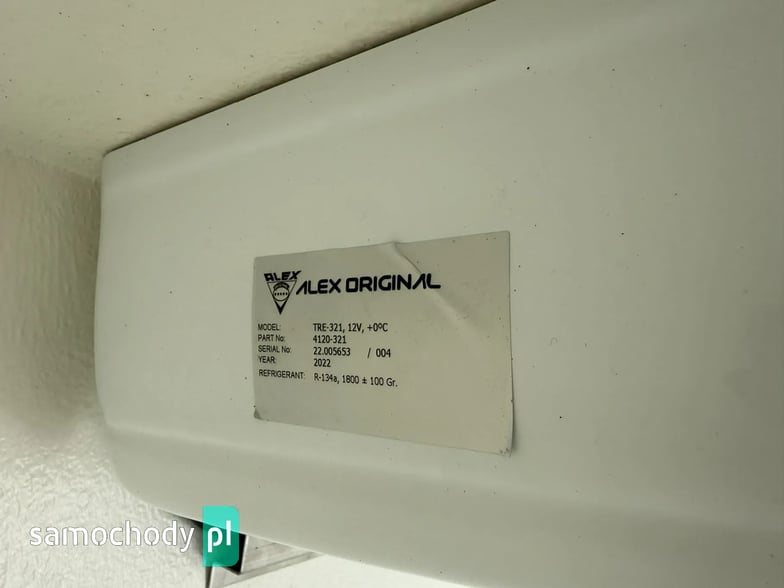 ALEX
ALEX ORIGINAL
MODEL: TRE-321, 12V, +0ºC
PART No: 4120-321
SERIAL No: 22.005653 / 004
YEAR: 2022
REFRIGERANT: R-134a, 1800 ± 100 Gr.
samochody pl